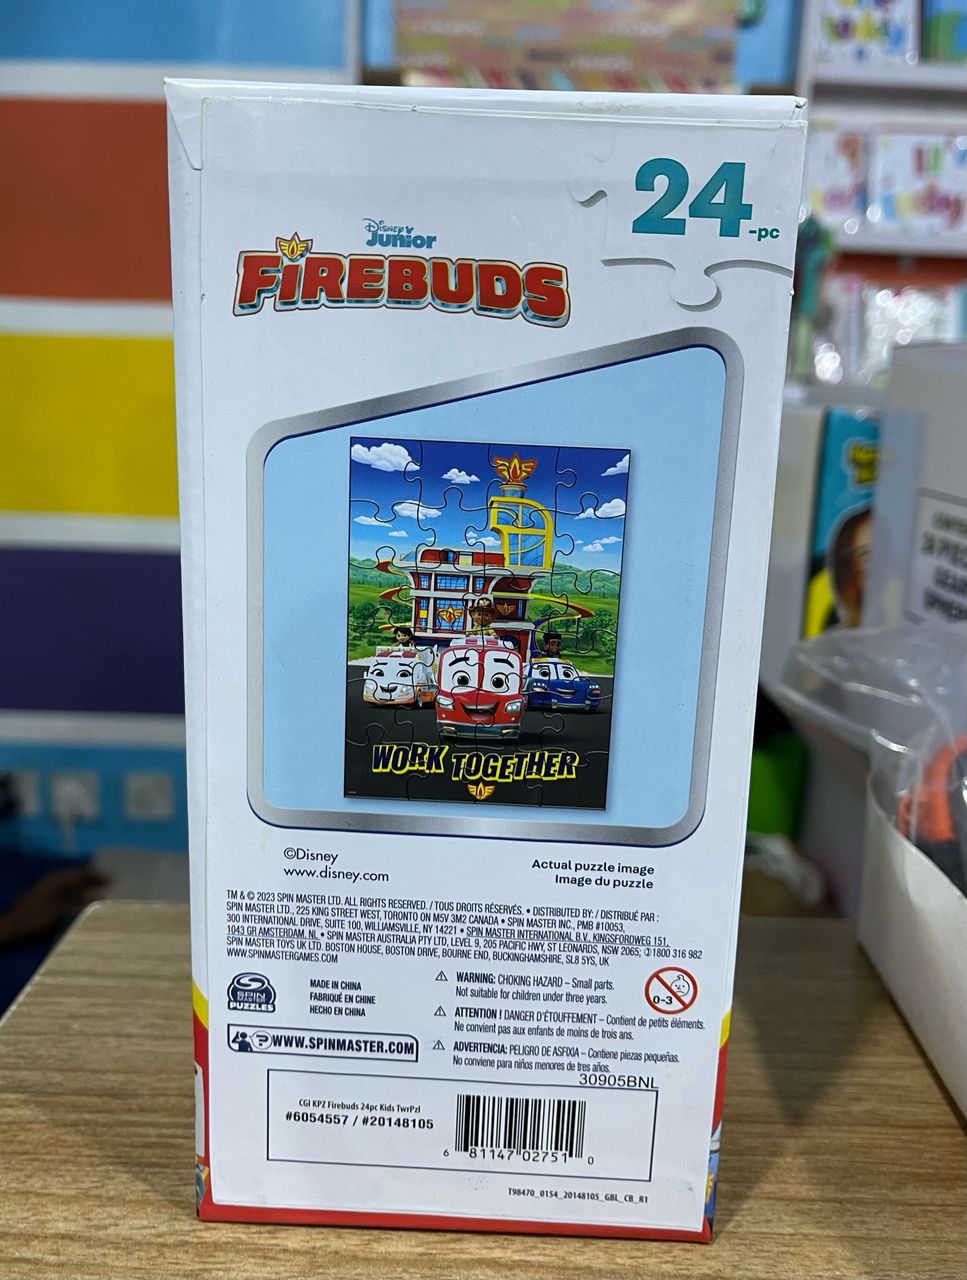 24-pc
Disney Junior
FIREBUDS
WORK TOGETHER
©Disney
www.disney.com
Actual puzzle image
Image du puzzle
TM & © 2023 SPIN MASTER LTD. ALL RIGHTS RESERVED. / TOUS DROITS RÉSERVÉS. • DISTRIBUTED BY: / DISTRIBUÉ PAR :
SPIN MASTER LTD., 225 KING STREET WEST, TORONTO ON M5V 3M2 CANADA • SPIN MASTER INC., PMB #10053,
300 INTERNATIONAL DRIVE, SUITE 100, WILLIAMSVILLE, NY 14221 • SPIN MASTER INTERNATIONAL B.V., KINGSFORDWEG 151,
1043 GR AMSTERDAM, NL • SPIN MASTER AUSTRALIA PTY LTD, LEVEL 9, 205 PACIFIC HWY, ST LEONARDS, NSW 2065; 1800 316 982
SPIN MASTER TOYS UK LTD. BOSTON HOUSE, BOSTON DRIVE, BOURNE END, BUCKINGHAMSHIRE, SL8 5YS, UK
WWW.SPINMASTERGAMES.COM
SPIN MASTER PUZZLES
MADE IN CHINA
FABRIQUÉ EN CHINE
HECHO EN CHINA
WWW.SPINMASTER.COM
⚠ WARNING: CHOKING HAZARD – Small parts.
Not suitable for children under three years.
⚠ ATTENTION ! DANGER D'ÉTOUFFEMENT – Contient de petits éléments.
Ne convient pas aux enfants de moins de trois ans.
⚠ ADVERTENCIA: PELIGRO DE ASFIXIA – Contiene piezas pequeñas.
No conviene para niños menores de tres años.
0-3
30905BNL
CGI KPZ Firebuds 24pc Kids TwrPzl
#6054557 / #20148105
6 81147 02751 0
T98470_0154_20148105_GBL_CB_R1